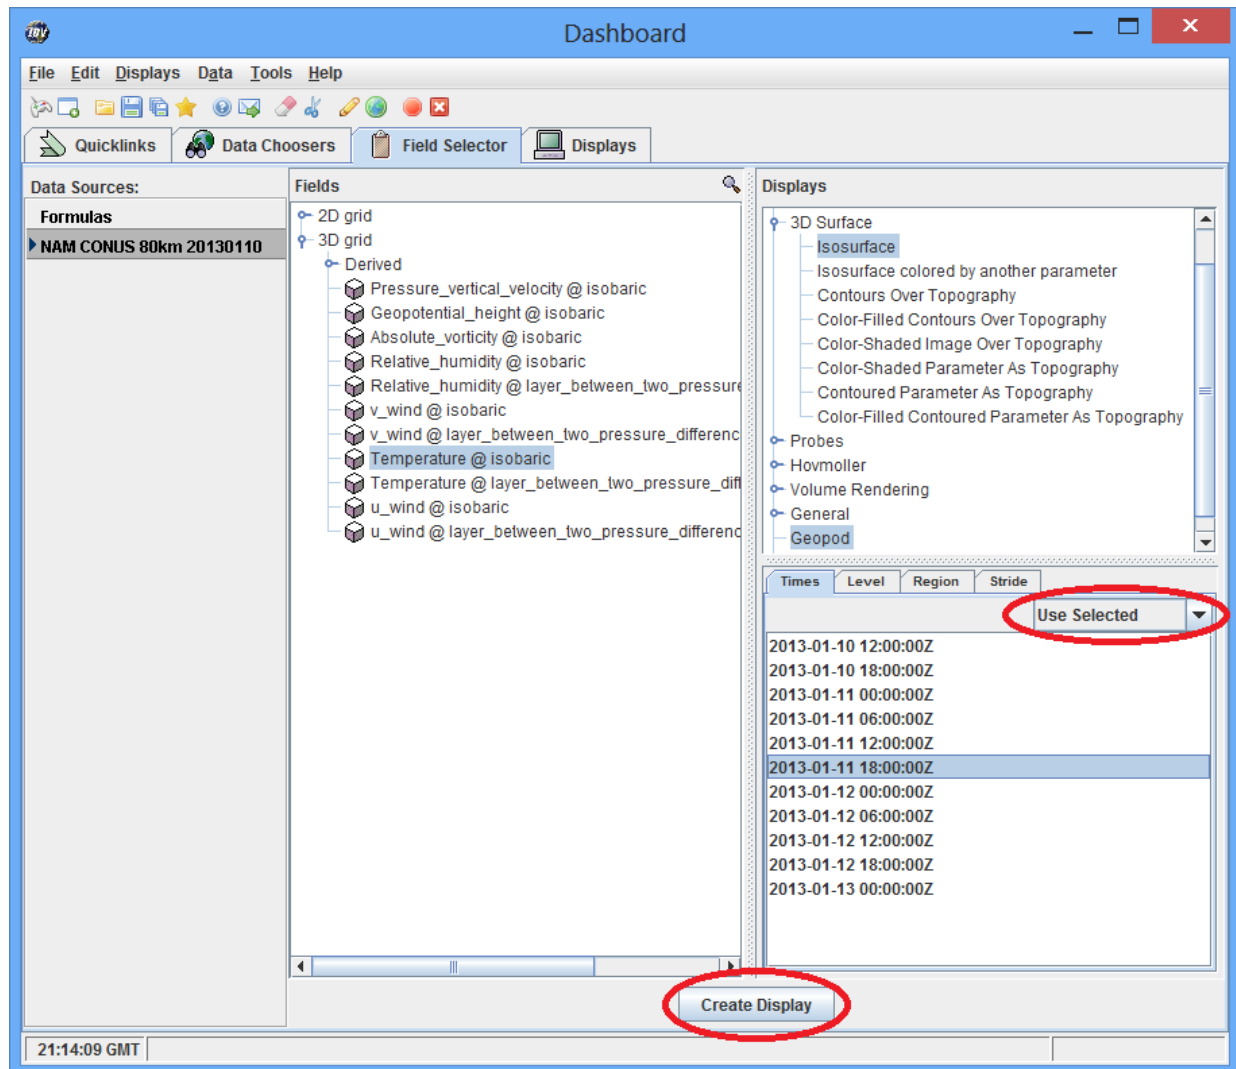 IDV
Dashboard
File Edit Displays Data Tools Help
Quicklinks Data Choosers Field Selector Displays
Data Sources:
Formulas
NAM CONUS 80km 20130110
Fields
2D grid
3D grid
Derived
Pressure_vertical_velocity @ isobaric
Geopotential_height @ isobaric
Absolute_vorticity @ isobaric
Relative_humidity @ isobaric
Relative_humidity @ layer_between_two_pressure
v_wind @ isobaric
v_wind @ layer_between_two_pressure_differenc
Temperature @ isobaric
Temperature @ layer_between_two_pressure_diff
u_wind @ isobaric
u_wind @ layer_between_two_pressure_differenc
Displays
3D Surface
Isosurface
Isosurface colored by another parameter
Contours Over Topography
Color-Filled Contours Over Topography
Color-Shaded Image Over Topography
Color-Shaded Parameter As Topography
Contoured Parameter As Topography
Color-Filled Contoured Parameter As Topography
Probes
Hovmoller
Volume Rendering
General
Geopod
Times Level Region Stride
Use Selected
2013-01-10 12:00:00Z
2013-01-10 18:00:00Z
2013-01-11 00:00:00Z
2013-01-11 06:00:00Z
2013-01-11 12:00:00Z
2013-01-11 18:00:00Z
2013-01-12 00:00:00Z
2013-01-12 06:00:00Z
2013-01-12 12:00:00Z
2013-01-12 18:00:00Z
2013-01-13 00:00:00Z
Create Display
21:14:09 GMT